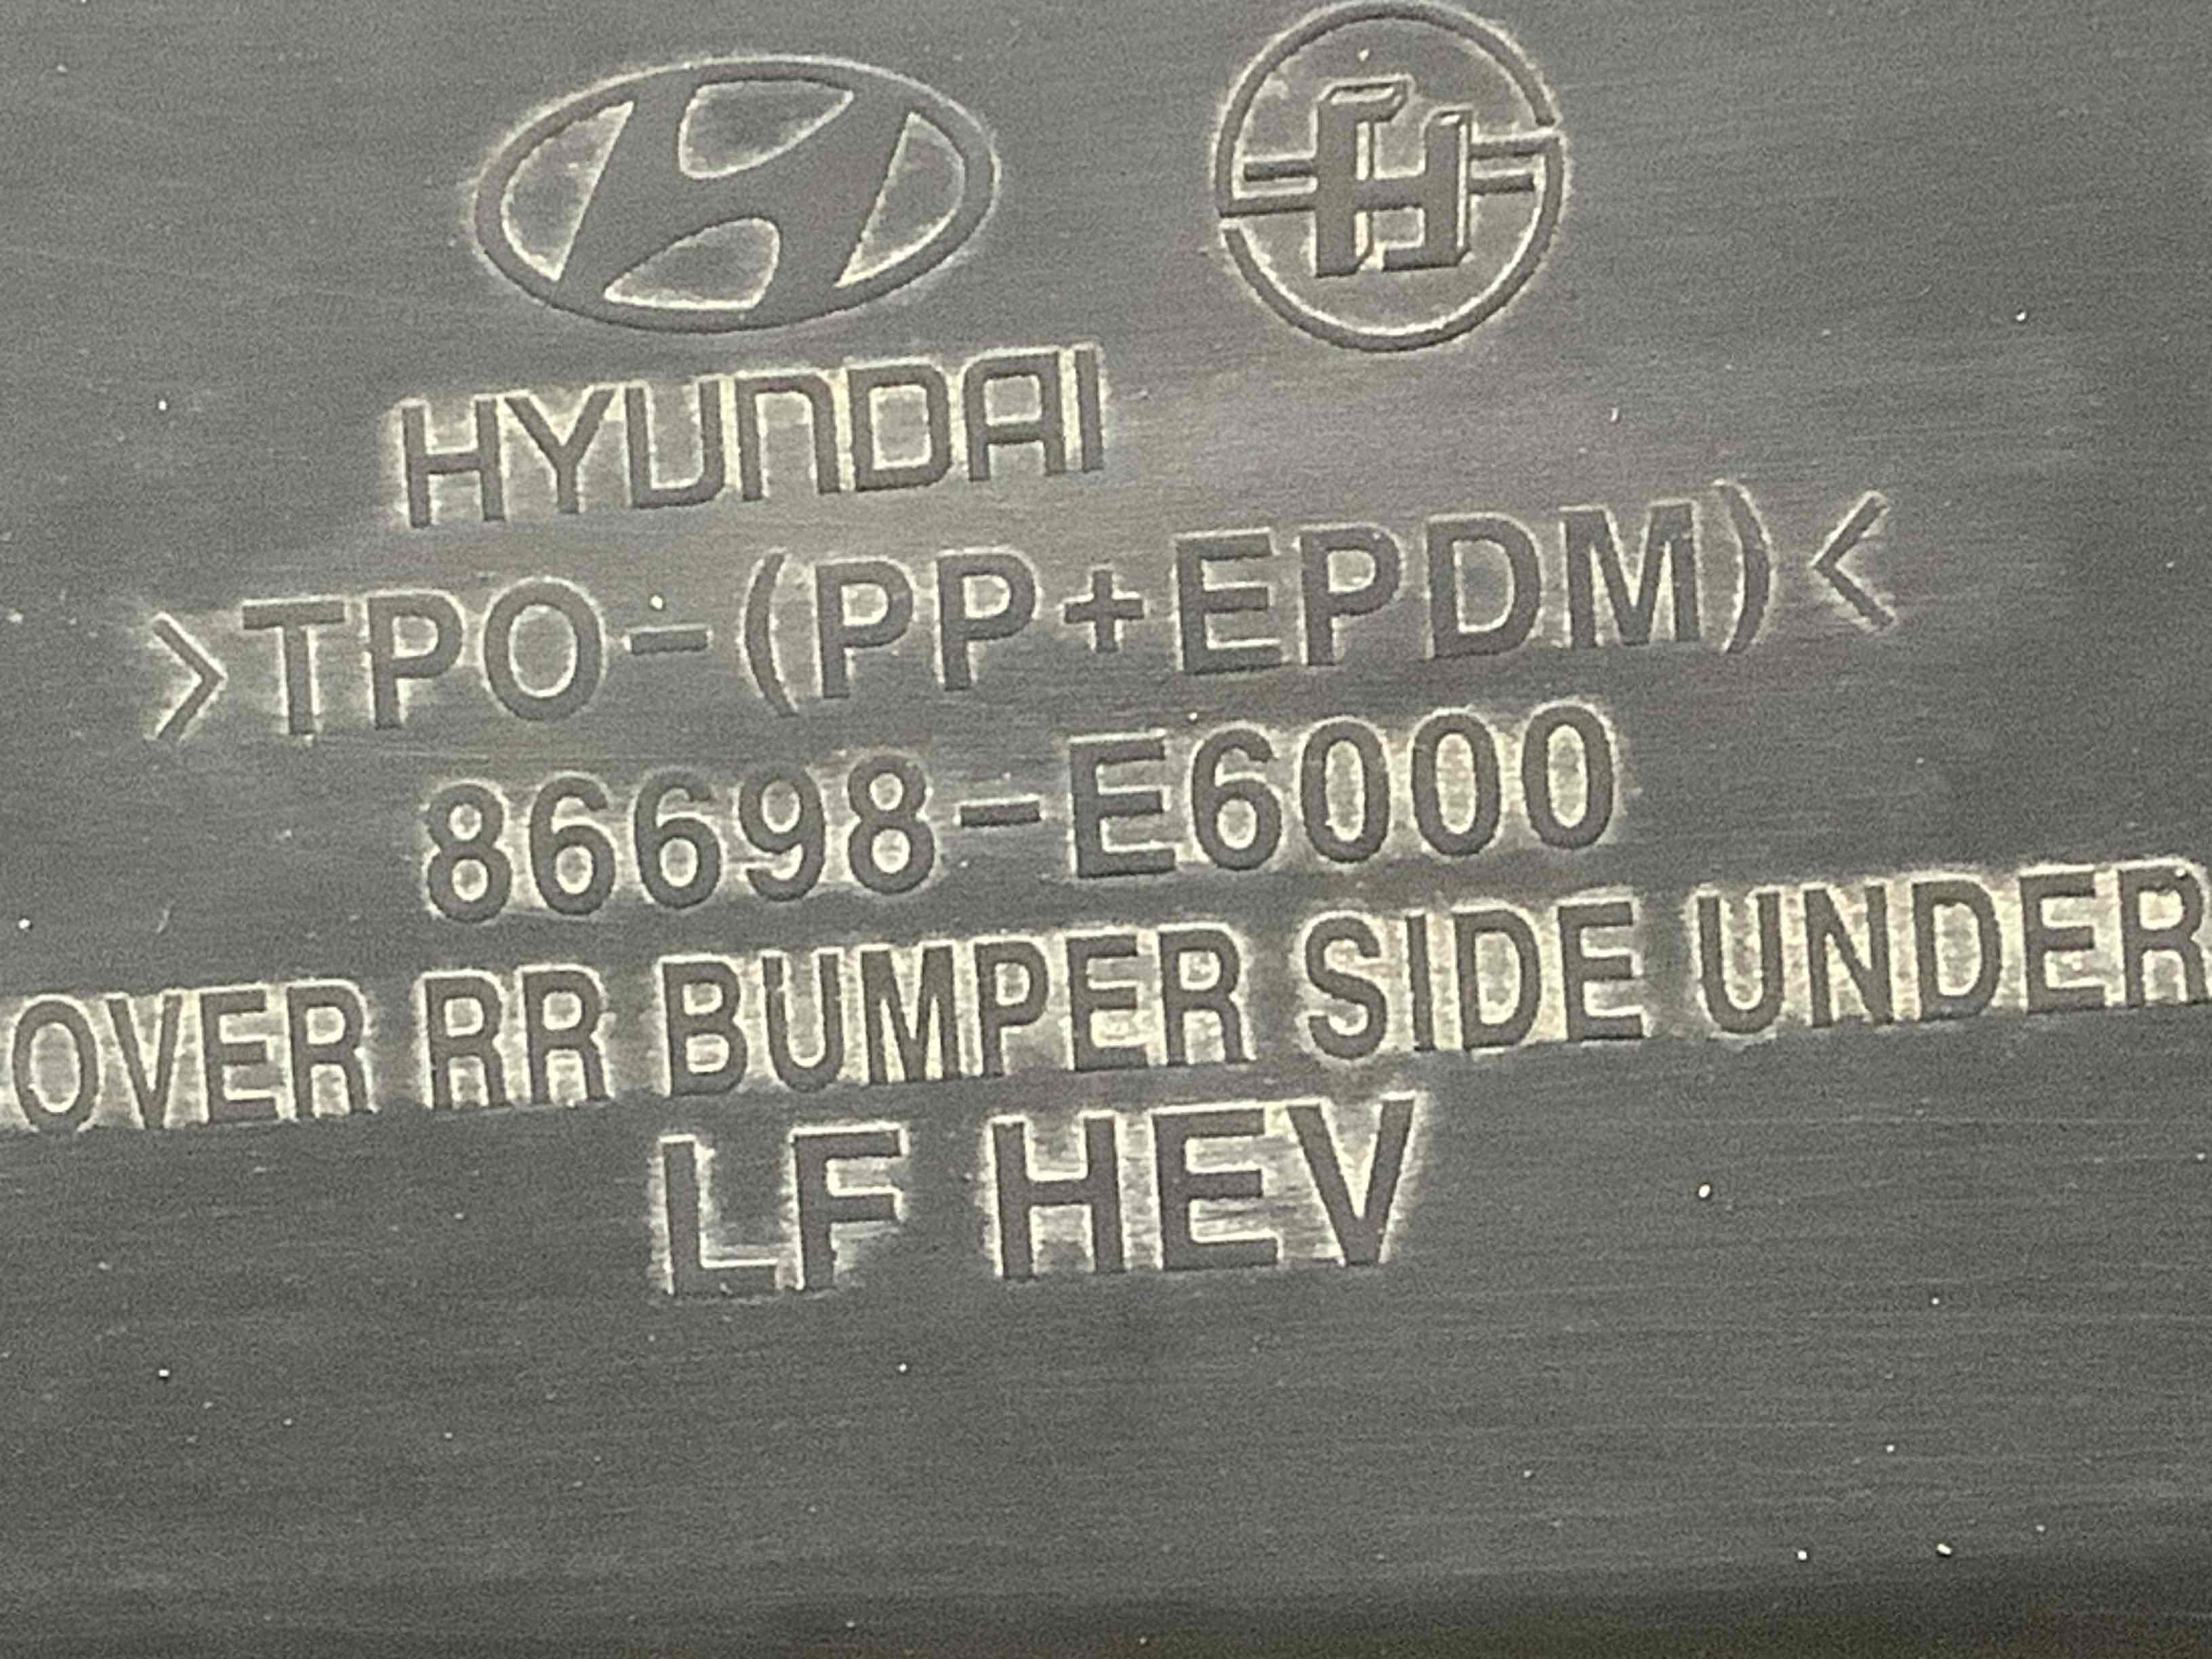 HYUNDAI
>TPO-(PP+EPDM)<
86698-E6000
OVER RR BUMPER SIDE UNDER
LF HEV